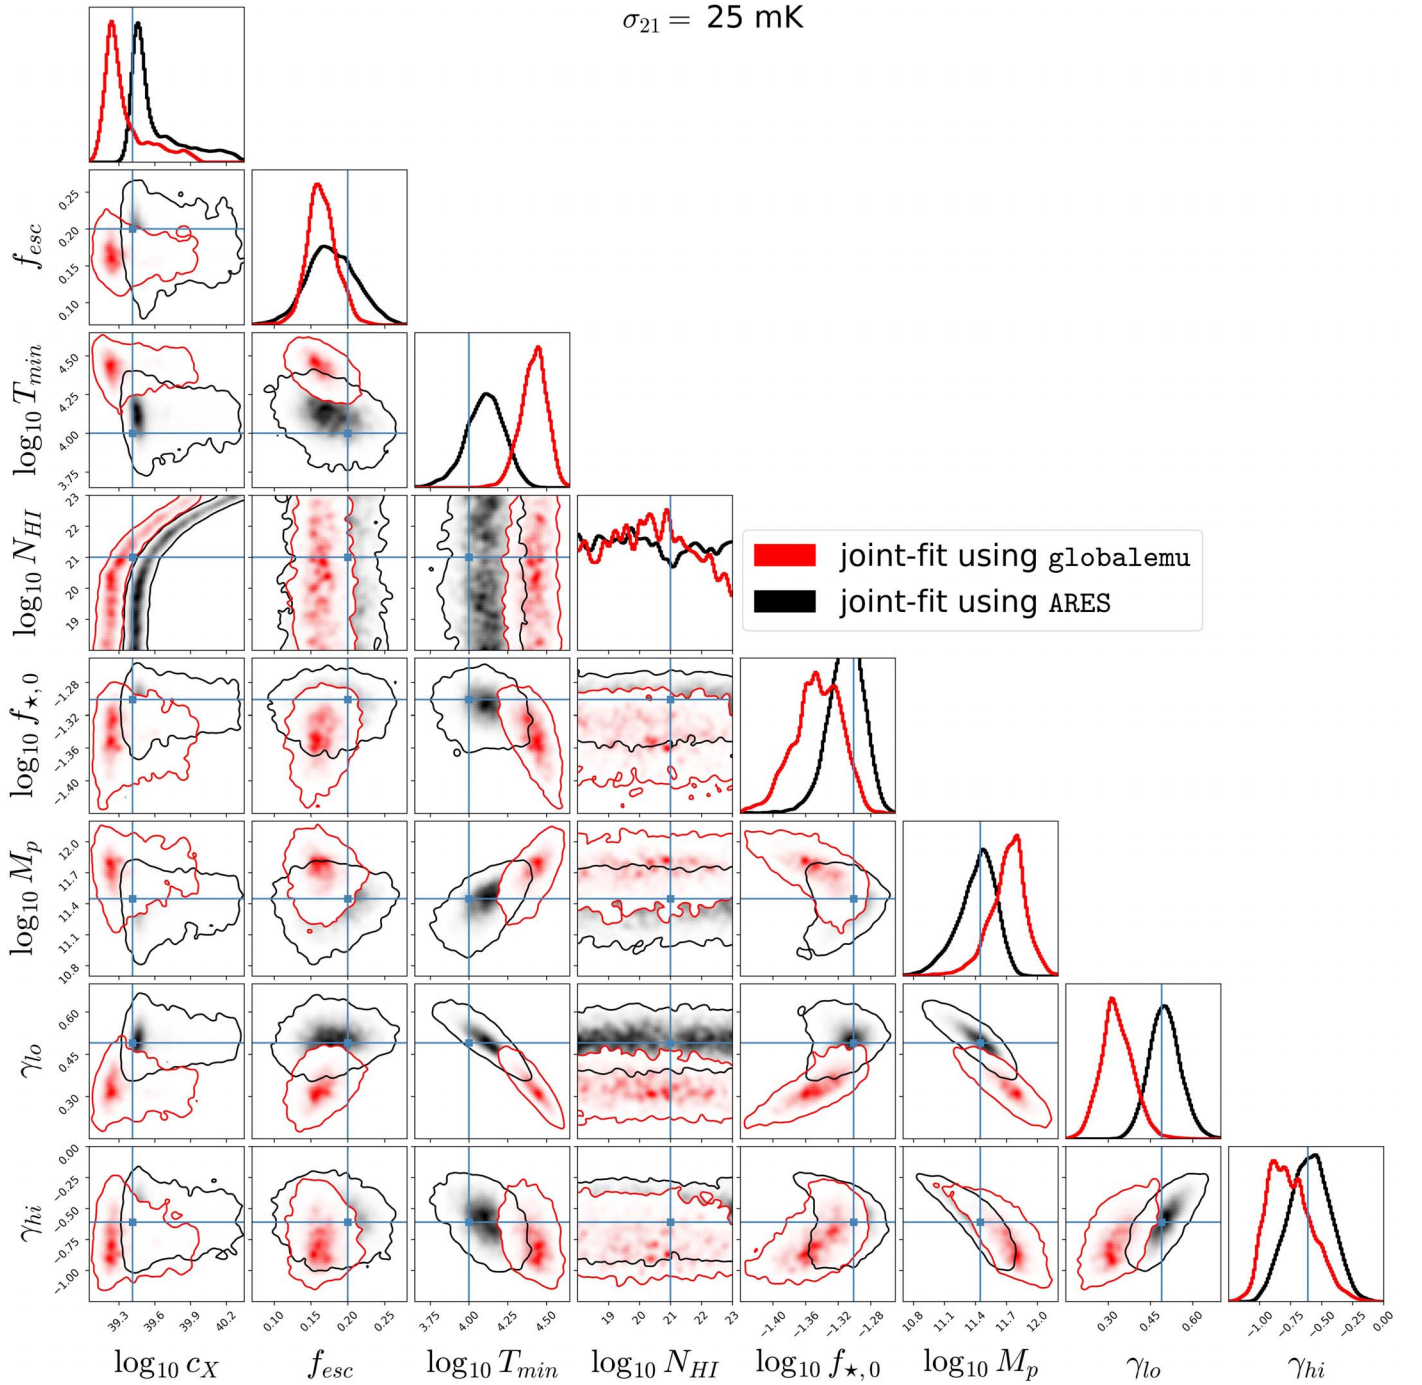 σ₂₁ = 25 mK
f_esc
0.25
0.20
0.15
0.10
log₁₀ T_min
4.50
4.25
4.00
3.75
log₁₀ N_HI
23
22
21
20
19
joint-fit using globalemu
joint-fit using ARES
log₁₀ f_⋆,0
−1.28
−1.32
−1.36
−1.40
log₁₀ M_p
12.0
11.7
11.4
11.1
10.8
γ_lo
0.60
0.45
0.30
γ_hi
0.00
−0.25
−0.50
−0.75
−1.00
39.3 39.6 39.9 40.2 0.10 0.15 0.20 0.25 3.75 4.00 4.25 4.50 19 20 21 22 23 −1.40 −1.36 −1.32 −1.28 10.8 11.1 11.4 11.7 12.0 0.30 0.45 0.60 −1.00 −0.75 −0.50 −0.25 0.00
log₁₀ c_X f_esc log₁₀ T_min log₁₀ N_HI log₁₀ f_⋆,0 log₁₀ M_p γ_lo γ_hi